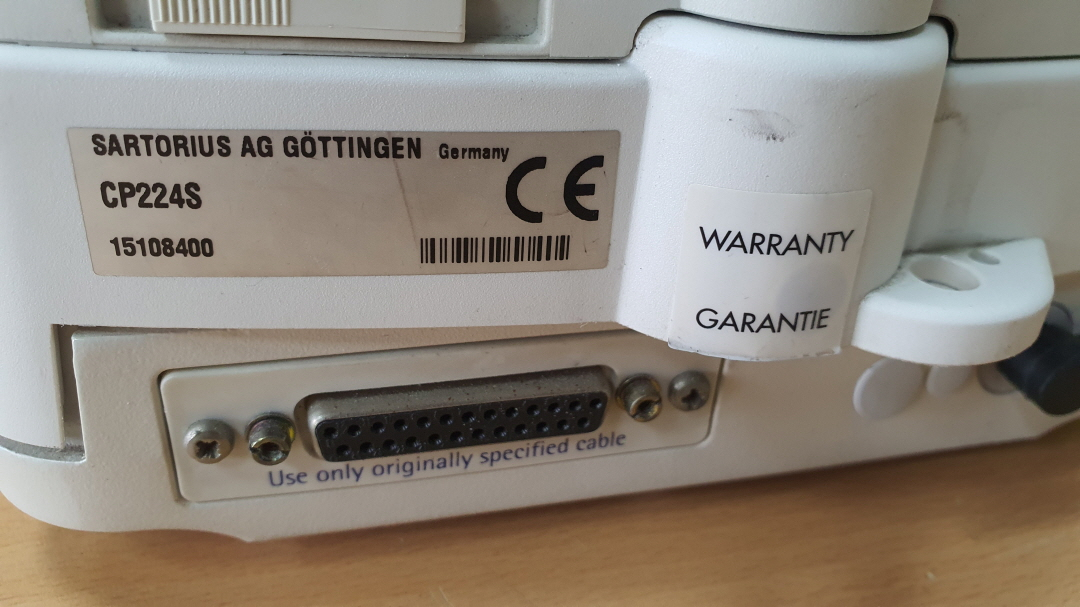 SARTORIUS AG GÖTTINGEN Germany
CP224S
CE
15108400
WARRANTY
GARANTIE
Use only originally specified cable